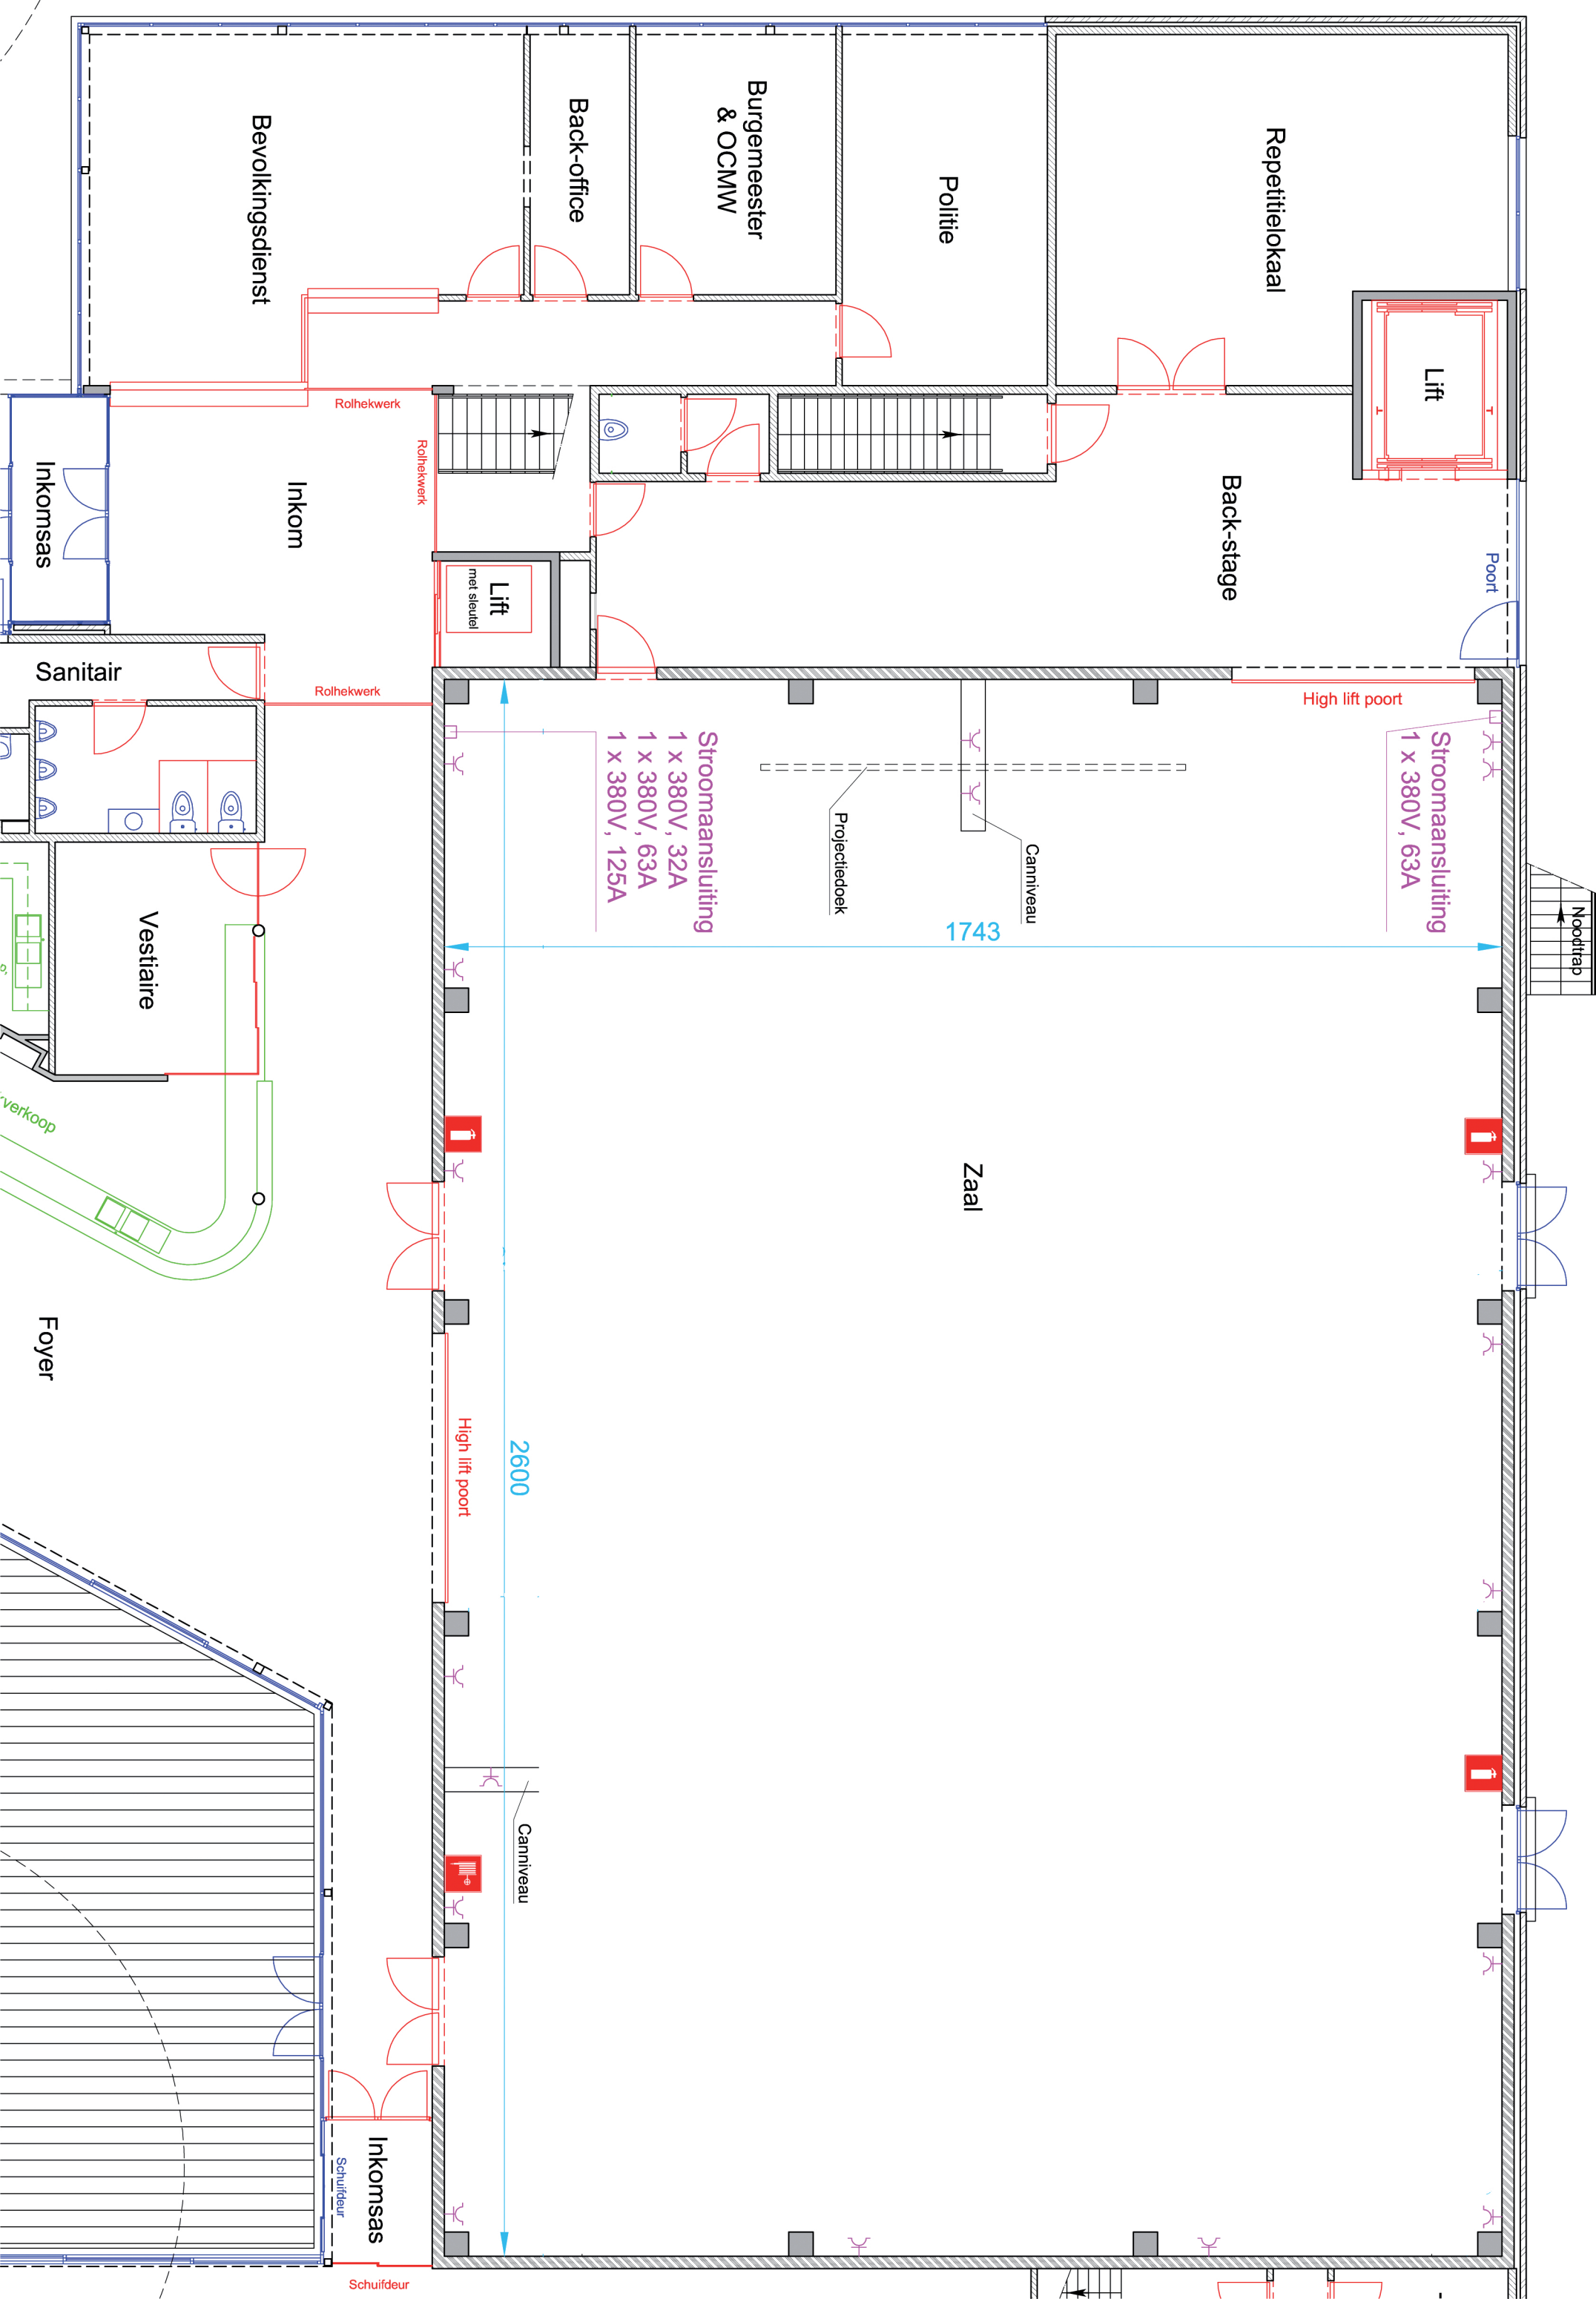 Bevolkingsdienst
Back-office
Burgemeester
& OCMW
Politie
Repetitielokaal
Lift
Rolhekwerk
Rolhekwerk
Inkomsas
Inkom
Lift
met sleutel
Back-stage
Poort
Sanitair
Rolhekwerk
High lift poort
Stroomaansluiting
1 x 380V, 32A
1 x 380V, 63A
1 x 380V, 125A
Projectiedoek
Canniveau
Stroomaansluiting
1 x 380V, 63A
Noodtrap
1743
Vestiaire
verkoop
Zaal
Foyer
High lift poort
2600
Canniveau
Inkomsas
Schuifdeur
Schuifdeur